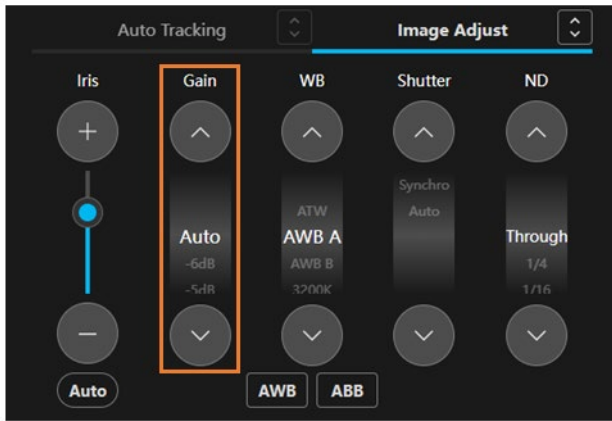 Auto Tracking
Image Adjust
Iris
Gain
WB
Shutter
ND
Synchro
ATW
Auto
Auto
AWB A
Through
-6dB
AWB B
1/4
-5dB
3200K
1/16
Auto
AWB
ABB